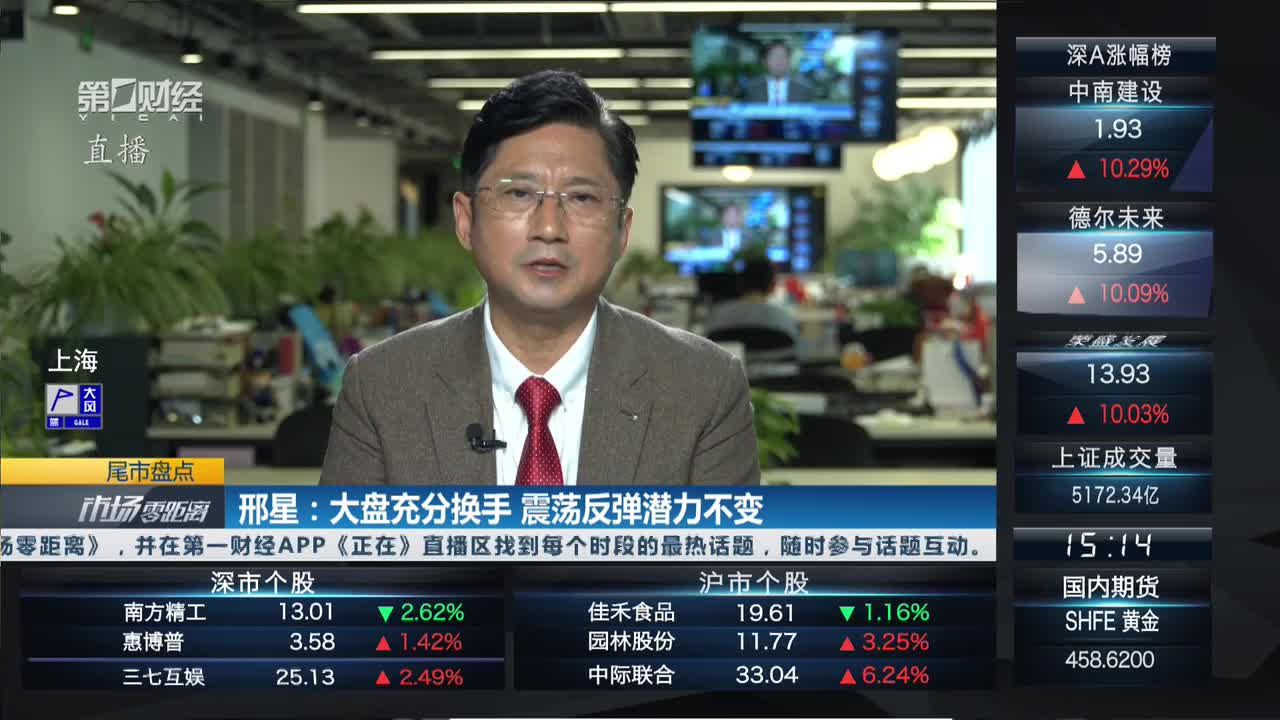 第一财经
YICAI
直播
上海
大风
GALE
尾市盘点
市场零距离
邢星：大盘充分换手 震荡反弹潜力不变
场零距离》，并在第一财经APP《正在》直播区找到每个时段的最热话题，随时参与话题互动。
深市个股
南方精工 13.01 ▼2.62%
惠博普 3.58 ▲1.42%
三七互娱 25.13 ▲2.49%
沪市个股
佳禾食品 19.61 ▼1.16%
园林股份 11.77 ▲3.25%
中际联合 33.04 ▲6.24%
深A涨幅榜
中南建设
1.93
▲ 10.29%
德尔未来
5.89
▲ 10.09%
荣盛发展
13.93
▲ 10.03%
上证成交量
5172.34亿
15:14
国内期货
SHFE 黄金
458.6200